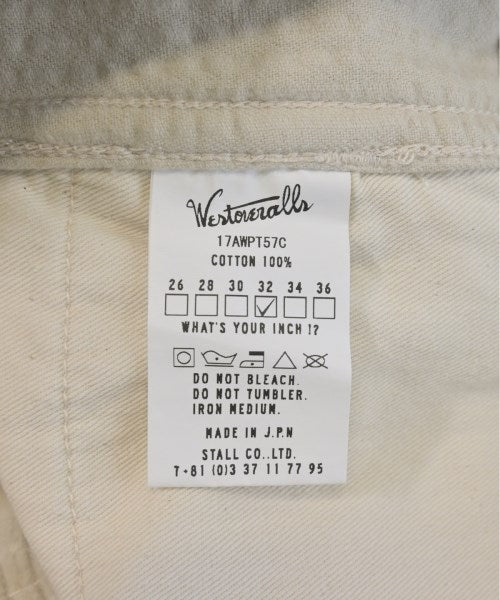 Westoveralls
17AWPT57C
COTTON 100%
26 28 30 32 34 36
WHAT'S YOUR INCH !?
DO NOT BLEACH.
DO NOT TUMBLER.
IRON MEDIUM.
MADE IN J.P.N
STALL CO.,LTD.
T+81 (0)3 37 11 77 95